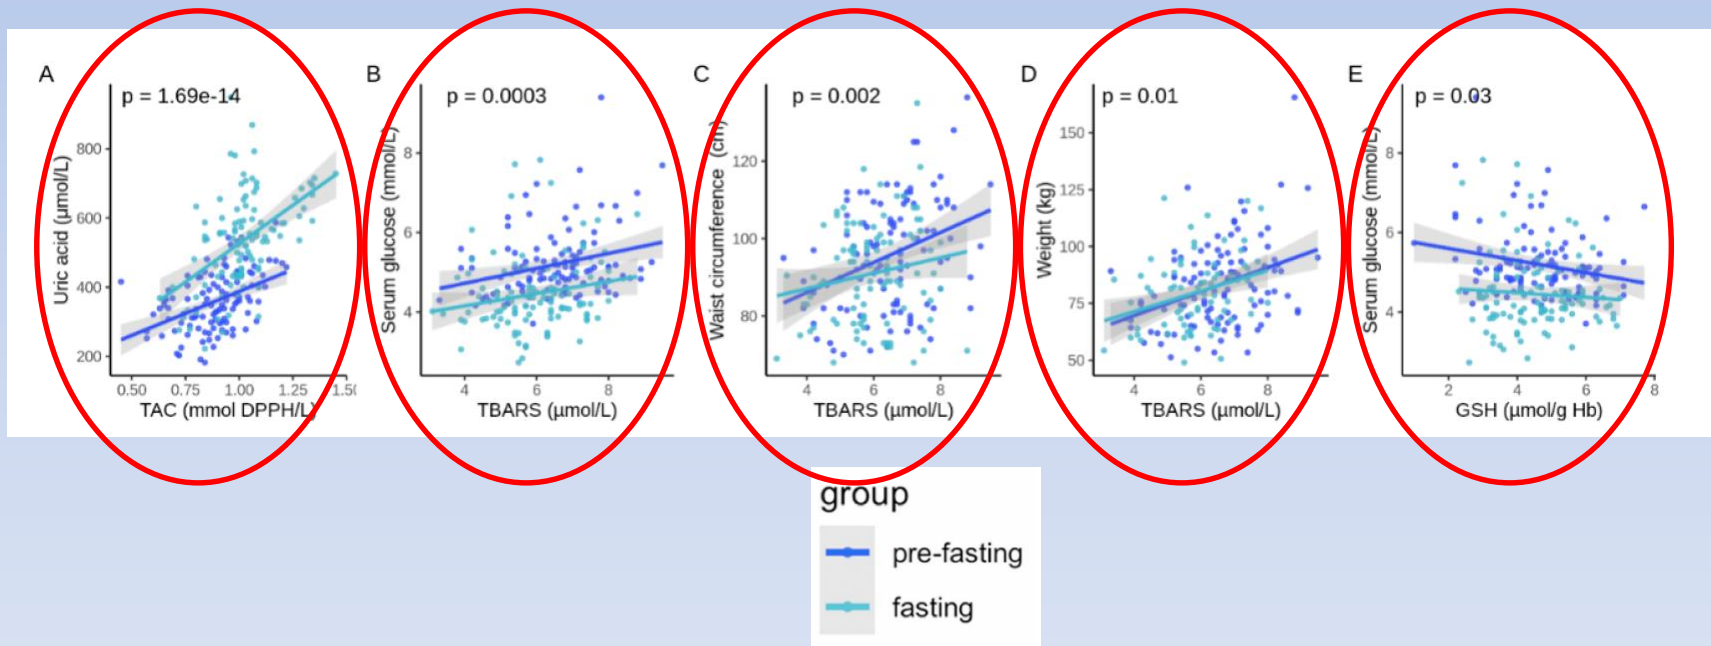 A
p = 1.69e-14
Uric acid (µmol/L)
800
600
400
200
0.50 0.75 1.00 1.25 1.50
TAC (mmol DPPH/L)
B
p = 0.0003
Serum glucose (mmol/L)
8
6
4
4 6 8
TBARS (µmol/L)
C
p = 0.002
Waist circumference (cm)
120
100
80
4 6 8
TBARS (µmol/L)
D
p = 0.01
Weight (kg)
150
125
100
75
50
4 6 8
TBARS (µmol/L)
E
p = 0.03
Serum glucose (mmol/L)
8
6
4
2 4 6 8
GSH (µmol/g Hb)
group
pre-fasting
fasting